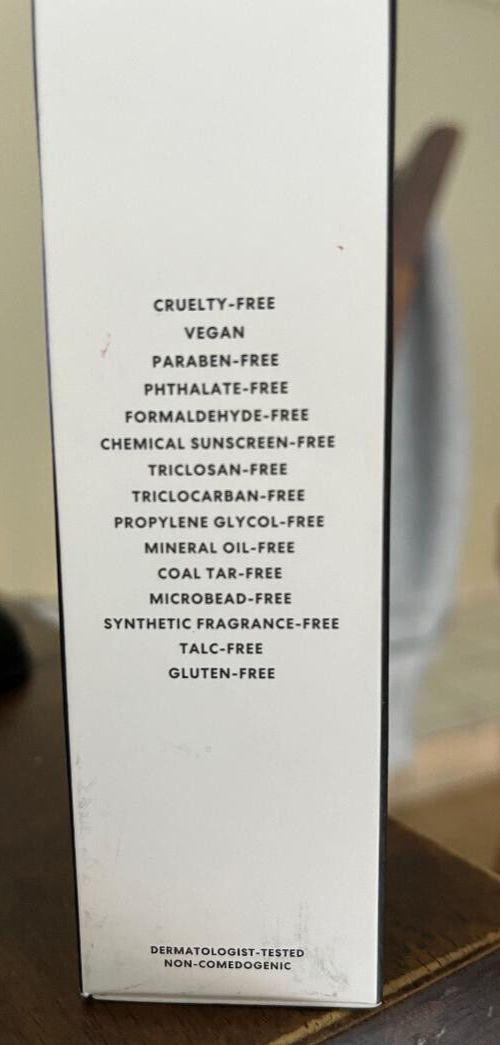 CRUELTY-FREE
VEGAN
PARABEN-FREE
PHTHALATE-FREE
FORMALDEHYDE-FREE
CHEMICAL SUNSCREEN-FREE
TRICLOSAN-FREE
TRICLOCARBAN-FREE
PROPYLENE GLYCOL-FREE
MINERAL OIL-FREE
COAL TAR-FREE
MICROBEAD-FREE
SYNTHETIC FRAGRANCE-FREE
TALC-FREE
GLUTEN-FREE
DERMATOLOGIST-TESTED
NON-COMEDOGENIC